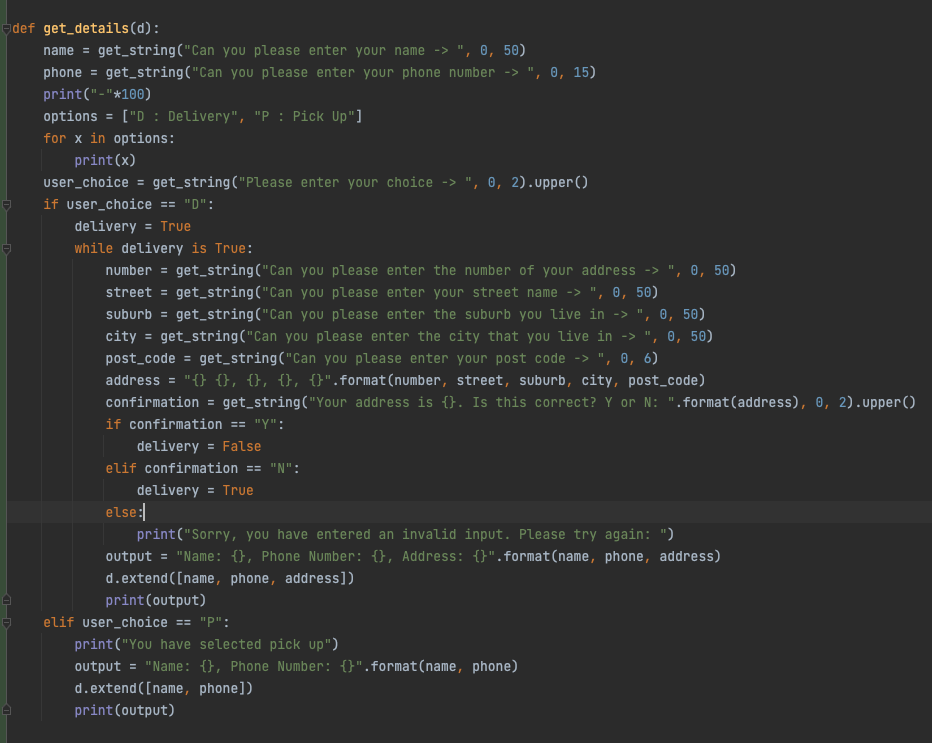 def get_details(d):
    name = get_string("Can you please enter your name -> ", 0, 50)
    phone = get_string("Can you please enter your phone number -> ", 0, 15)
    print("-"*100)
    options = ["D : Delivery", "P : Pick Up"]
    for x in options:
        print(x)
    user_choice = get_string("Please enter your choice -> ", 0, 2).upper()
    if user_choice == "D":
        delivery = True
        while delivery is True:
            number = get_string("Can you please enter the number of your address -> ", 0, 50)
            street = get_string("Can you please enter your street name -> ", 0, 50)
            suburb = get_string("Can you please enter the suburb you live in -> ", 0, 50)
            city = get_string("Can you please enter the city that you live in -> ", 0, 50)
            post_code = get_string("Can you please enter your post code -> ", 0, 6)
            address = "{} {}, {}, {}, {}".format(number, street, suburb, city, post_code)
            confirmation = get_string("Your address is {}. Is this correct? Y or N: ".format(address), 0, 2).upper()
            if confirmation == "Y":
                delivery = False
            elif confirmation == "N":
                delivery = True
            else:
                print("Sorry, you have entered an invalid input. Please try again: ")
            output = "Name: {}, Phone Number: {}, Address: {}".format(name, phone, address)
            d.extend([name, phone, address])
            print(output)
    elif user_choice == "P":
        print("You have selected pick up")
        output = "Name: {}, Phone Number: {}".format(name, phone)
        d.extend([name, phone])
        print(output)